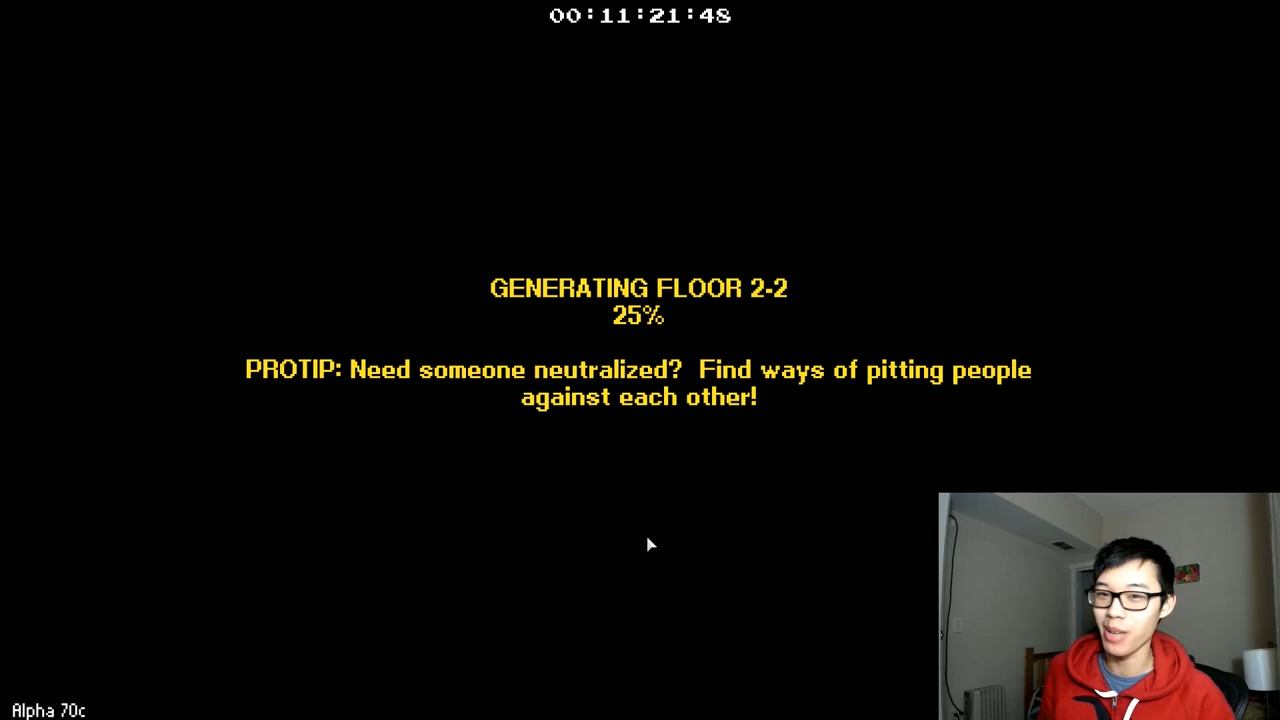 00:11:21:48
GENERATING FLOOR 2-2
25%
PROTIP: Need someone neutralized?  Find ways of pitting people
against each other!
Alpha 70c